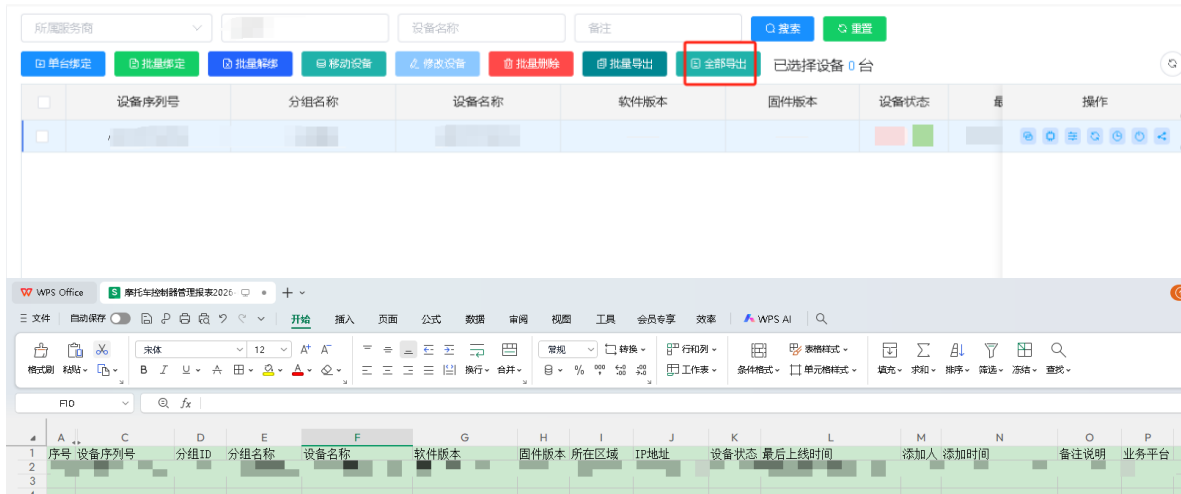 所属服务商 设备名称 备注 搜索 重置
单台绑定 批量绑定 批量解绑 移动设备 修改设备 批量删除 批量导出 全部导出 已选择设备 0 台
设备序列号 分组名称 设备名称 软件版本 固件版本 设备状态 操作
WPS Office 摩托车控制器管理报表2026
文件 自动保存 开始 插入 页面 公式 数据 审阅 视图 工具 会员专享 效率 WPS AI
宋体 12 A+ A- 常规 转换 行和列 表格样式
格式刷 粘贴 B I U A 换行 合并 % 工作表 条件格式 单元格样式 填充 求和 排序 筛选 冻结 查找
F10 fx
A C D E F G H I J K L M N O P
1 序号 设备序列号 分组ID 分组名称 设备名称 软件版本 固件版本 所在区域 IP地址 设备状态 最后上线时间 添加人 添加时间 备注说明 业务平台
2
3